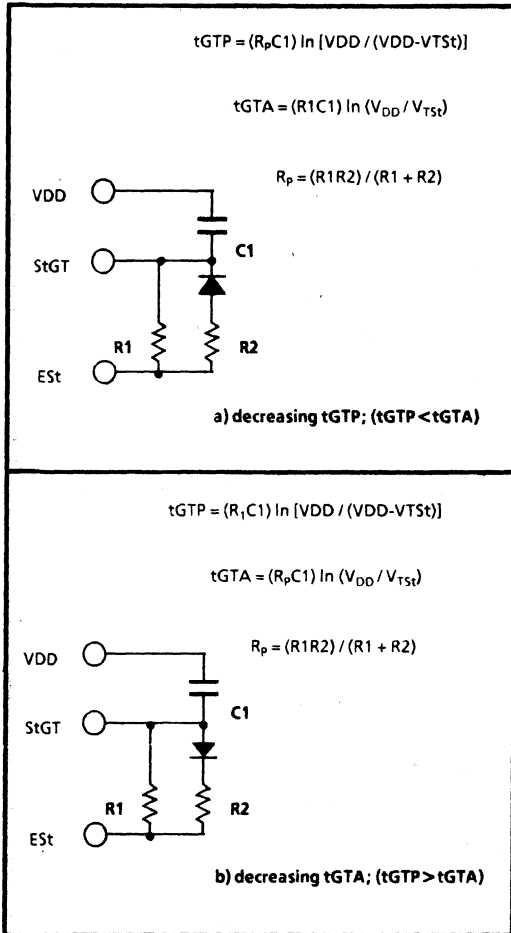 tGTP = (RpC1) ln [VDD / (VDD-VTSt)]
tGTA = (R1C1) ln (VDD / VTSt)
Rp = (R1R2) / (R1 + R2)
VDD
C1
StGT
R1
R2
ESt
a) decreasing tGTP; (tGTP<tGTA)
tGTP = (R1C1) ln [VDD / (VDD-VTSt)]
tGTA = (RpC1) ln (VDD / VTSt)
Rp = (R1R2) / (R1 + R2)
VDD
C1
StGT
R1
R2
ESt
b) decreasing tGTA; (tGTP>tGTA)